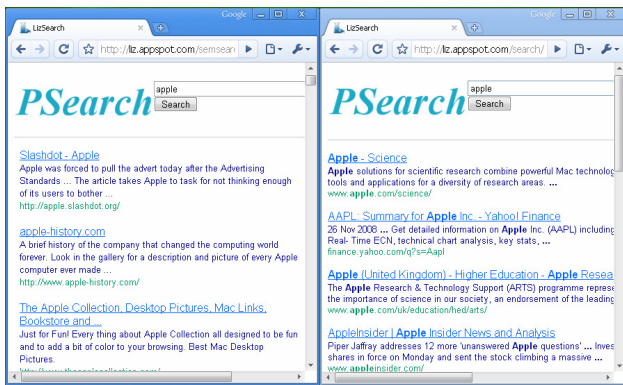 Google
LizSearch
http://liz.appspot.com/semsearc
PSearch
apple
Search
Slashdot - Apple
Apple was forced to pull the advert today after the Advertising
Standards ... The article takes Apple to task for not thinking enough
of its users to bother ...
http://apple.slashdot.org/
apple-history.com
A brief history of the company that changed the computing world
forever. Look in the gallery for a description and picture of every Apple
computer ever made ...
http://www.apple-history.com/
The Apple Collection, Desktop Pictures, Mac Links,
Bookstore and ...
Just for Fun! Every thing about Apple Collection all designed to be fun
and to add a bit of color to your browsing. Best Mac Desktop
Pictures.
Google
LizSearch
http://liz.appspot.com/search/
PSearch
apple
Search
Apple - Science
Apple solutions for scientific research combine powerful Mac technolog
tools and applications for a diversity of research areas. ...
www.apple.com/science/
AAPL: Summary for Apple Inc. - Yahoo! Finance
26 Nov 2008 ... Get detailed information on Apple Inc. (AAPL) including
Real- Time ECN, technical chart analysis, key stats, ...
finance.yahoo.com/q?s=Aapl
Apple (United Kingdom) - Higher Education - Apple Resea
The Apple Research & Technology Support (ARTS) programme represe
the importance of science in our society, an endorsement of the leading
www.apple.com/uk/education/hed/arts/
AppleInsider | Apple Insider News and Analysis
Piper Jaffray addresses 12 more 'unanswered Apple questions' ... Inves
shares in force on Monday and sent the stock climbing a massive ...
www.appleinsider.com/